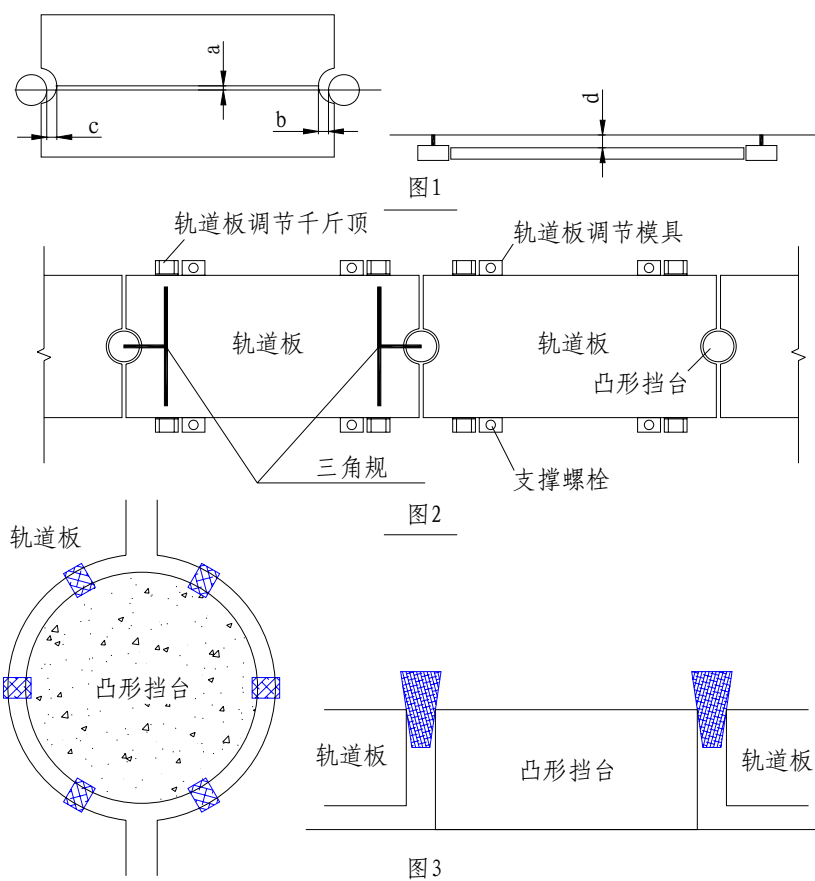 a
c
b
d
图1
轨道板调节千斤顶
轨道板调节模具
轨道板
轨道板
凸形挡台
三角规
支撑螺栓
图2
轨道板
凸形挡台
轨道板
凸形挡台
轨道板
图3